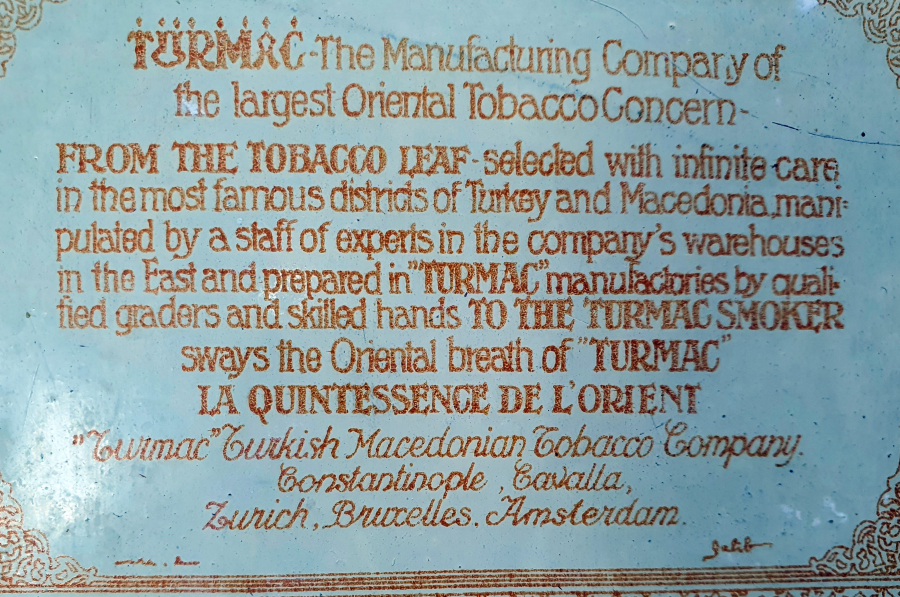 TURMAC-The Manufacturing Company of
the largest Oriental Tobacco Concern-
FROM THE TOBACCO LEAF-selected with infinite care
in the most famous districts of Turkey and Macedonia, mani-
pulated by a staff of experts in the company's warehouses
in the East and prepared in "TURMAC" manufactories by quali-
fied graders and skilled hands TO THE TURMAC SMOKER
sways the Oriental breath of "TURMAC"
LA QUINTESSENCE DE L'ORIENT
"Turmac" Turkish Macedonian Tobacco Company.
Constantinople, Cavalla,
Zurich, Bruxelles. Amsterdam.